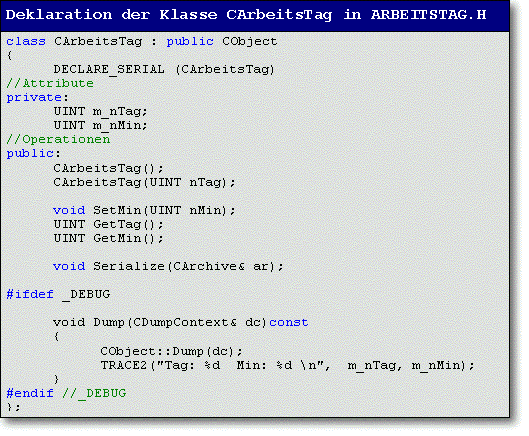 Deklaration der Klasse CArbeitsTag in ARBEITSTAG.H
class CArbeitsTag : public CObject
{
DECLARE_SERIAL (CArbeitsTag)
//Attribute
private:
UINT m_nTag;
UINT m_nMin;
//Operationen
public:
CArbeitsTag();
CArbeitsTag(UINT nTag);
void SetMin(UINT nMin);
UINT GetTag();
UINT GetMin();
void Serialize(CArchive& ar);
#ifdef _DEBUG
void Dump(CDumpContext& dc)const
{
CObject::Dump(dc);
TRACE2("Tag: %d  Min: %d \n",  m_nTag, m_nMin);
}
#endif //_DEBUG
};